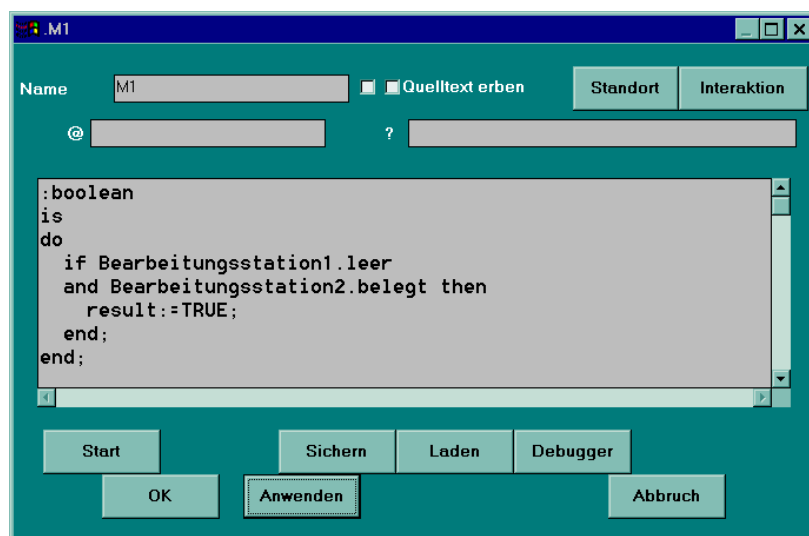 .M1
Name M1 Quelltext erben Standort Interaktion
@ ?
:boolean
is
do
  if Bearbeitungsstation1.leer
  and Bearbeitungsstation2.belegt then
    result:=TRUE;
  end;
end;
Start Sichern Laden Debugger
OK Anwenden Abbruch